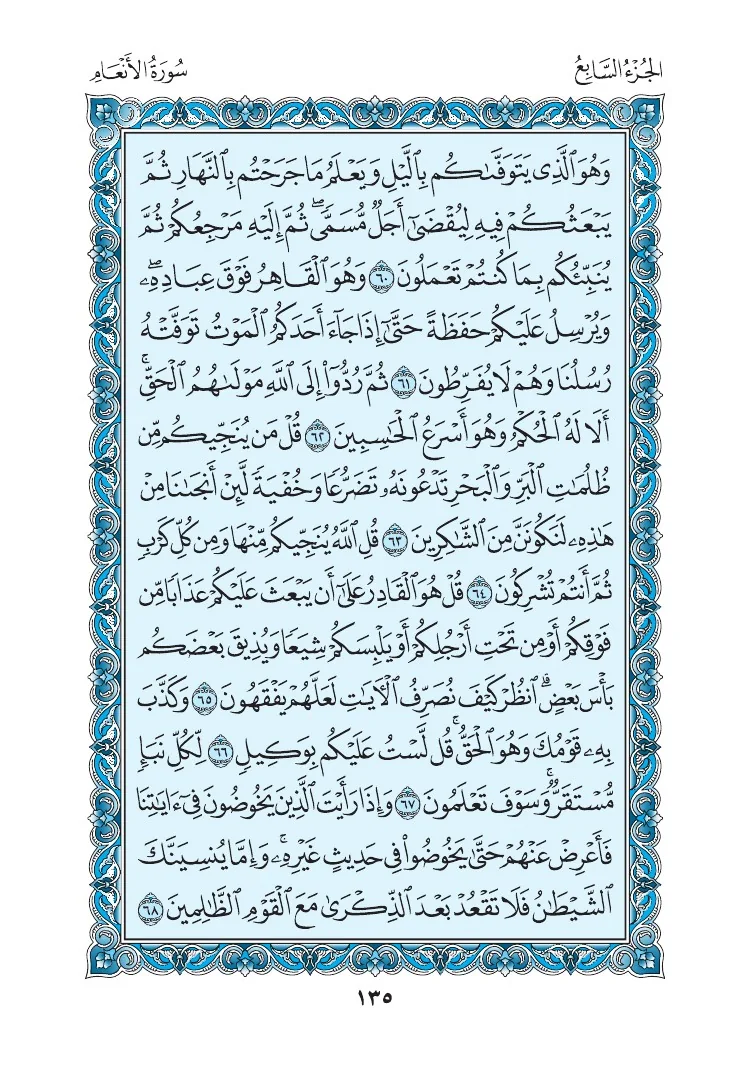 الجُزْءُ السَّابِعُ
سُورَةُ الأَنْعَامِ
وَهُوَ ٱلَّذِى يَتَوَفَّىٰكُم بِٱلَّيْلِ وَيَعْلَمُ مَا جَرَحْتُم بِٱلنَّهَارِ ثُمَّ
يَبْعَثُكُمْ فِيهِ لِيُقْضَىٰٓ أَجَلٌ مُّسَمًّى ۖ ثُمَّ إِلَيْهِ مَرْجِعُكُمْ ثُمَّ
يُنَبِّئُكُم بِمَا كُنتُمْ تَعْمَلُونَ ٦٠ وَهُوَ ٱلْقَاهِرُ فَوْقَ عِبَادِهِۦ ۖ
وَيُرْسِلُ عَلَيْكُمْ حَفَظَةً حَتَّىٰٓ إِذَا جَآءَ أَحَدَكُمُ ٱلْمَوْتُ تَوَفَّتْهُ
رُسُلُنَا وَهُمْ لَا يُفَرِّطُونَ ٦١ ثُمَّ رُدُّوٓا۟ إِلَى ٱللَّهِ مَوْلَىٰهُمُ ٱلْحَقِّ ۚ
أَلَا لَهُ ٱلْحُكْمُ وَهُوَ أَسْرَعُ ٱلْحَٰسِبِينَ ٦٢ قُلْ مَن يُنَجِّيكُم مِّن
ظُلُمَٰتِ ٱلْبَرِّ وَٱلْبَحْرِ تَدْعُونَهُۥ تَضَرُّعًا وَخُفْيَةً لَّئِنْ أَنجَىٰنَا مِنْ
هَٰذِهِۦ لَنَكُونَنَّ مِنَ ٱلشَّٰكِرِينَ ٦٣ قُلِ ٱللَّهُ يُنَجِّيكُم مِّنْهَا وَمِن كُلِّ كَرْبٍ
ثُمَّ أَنتُمْ تُشْرِكُونَ ٦٤ قُلْ هُوَ ٱلْقَادِرُ عَلَىٰٓ أَن يَبْعَثَ عَلَيْكُمْ عَذَابًا مِّن
فَوْقِكُمْ أَوْ مِن تَحْتِ أَرْجُلِكُمْ أَوْ يَلْبِسَكُمْ شِيَعًا وَيُذِيقَ بَعْضَكُم
بَأْسَ بَعْضٍ ۗ ٱنظُرْ كَيْفَ نُصَرِّفُ ٱلْءَايَٰتِ لَعَلَّهُمْ يَفْقَهُونَ ٦٥ وَكَذَّبَ
بِهِۦ قَوْمُكَ وَهُوَ ٱلْحَقُّ ۚ قُل لَّسْتُ عَلَيْكُم بِوَكِيلٍ ٦٦ لِّكُلِّ نَبَإٍ
مُّسْتَقَرٌّ ۚ وَسَوْفَ تَعْلَمُونَ ٦٧ وَإِذَا رَأَيْتَ ٱلَّذِينَ يَخُوضُونَ فِىٓ ءَايَٰتِنَا
فَأَعْرِضْ عَنْهُمْ حَتَّىٰ يَخُوضُوا۟ فِى حَدِيثٍ غَيْرِهِۦ ۚ وَإِمَّا يُنسِيَنَّكَ
ٱلشَّيْطَٰنُ فَلَا تَقْعُدْ بَعْدَ ٱلذِّكْرَىٰ مَعَ ٱلْقَوْمِ ٱلظَّٰلِمِينَ ٦٨
١٣٥